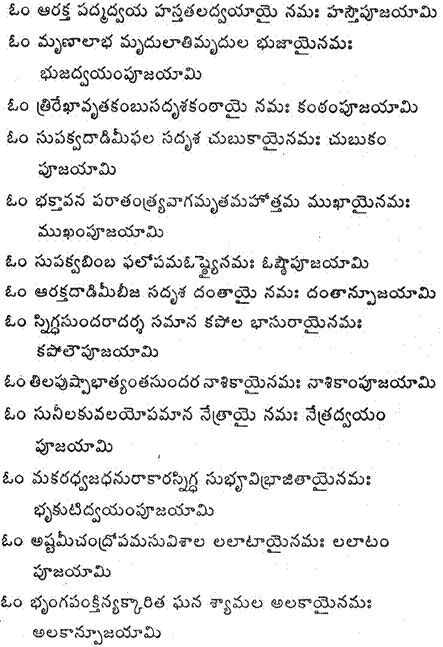 ఓం ఆరక్త పద్మద్వయ హస్తతలద్వయాయై నమః హస్తౌపూజయామి
ఓం మృణాలాభ మృదులాతిమృదుల భుజాయైనమః
భుజద్వయంపూజయామి
ఓం త్రిరేఖావృతకంబుసదృశకంఠాయై నమః కంఠంపూజయామి
ఓం సుపక్వదాడిమీఫల సదృశ చుబుకాయైనమః చుబుకం
పూజయామి
ఓం భక్తావన పరాతంత్ర్యవాగమృతమహోత్తమ ముఖాయైనమః
ముఖంపూజయామి
ఓం సుపక్వబింబ ఫలోపమఓష్ఠ్యైనమః ఓష్ఠౌపూజయామి
ఓం ఆరక్తదాడిమీబీజ సదృశ దంతాయై నమః దంతాన్పూజయామి
ఓం స్నిగ్ధసుందరాదర్శ సమాన కపోల భాసురాయైనమః
కపోలౌపూజయామి
ఓం తిలపుష్పాభాత్యంతసుందర నాశికాయైనమః నాశికాంపూజయామి
ఓం సునీలకువలయోపమాన నేత్రాయై నమః నేత్రద్వయం
పూజయామి
ఓం మకరధ్వజధనురాకారస్నిగ్ధ సుభూవిభ్రాజితాయైనమః
భృకుటిద్వయంపూజయామి
ఓం అష్టమీచంద్రోపమసువిశాల లలాటాయైనమః లలాటం
పూజయామి
ఓం భృంగపంక్తిన్యక్కారిత ఘన శ్యామల అలకాయైనమః
అలకాన్పూజయామి